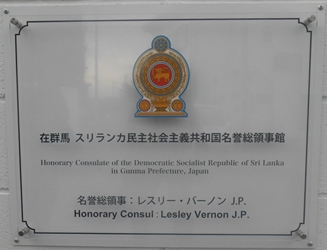 在群馬 スリランカ民主社会主義共和国名誉総領事館
Honorary Consulate of the Democratic Socialist Republic of Sri Lanka
in Gunma Prefecture, Japan
名誉総領事：レスリー・バーノン J.P.
Honorary Consul : Lesley Vernon J.P.